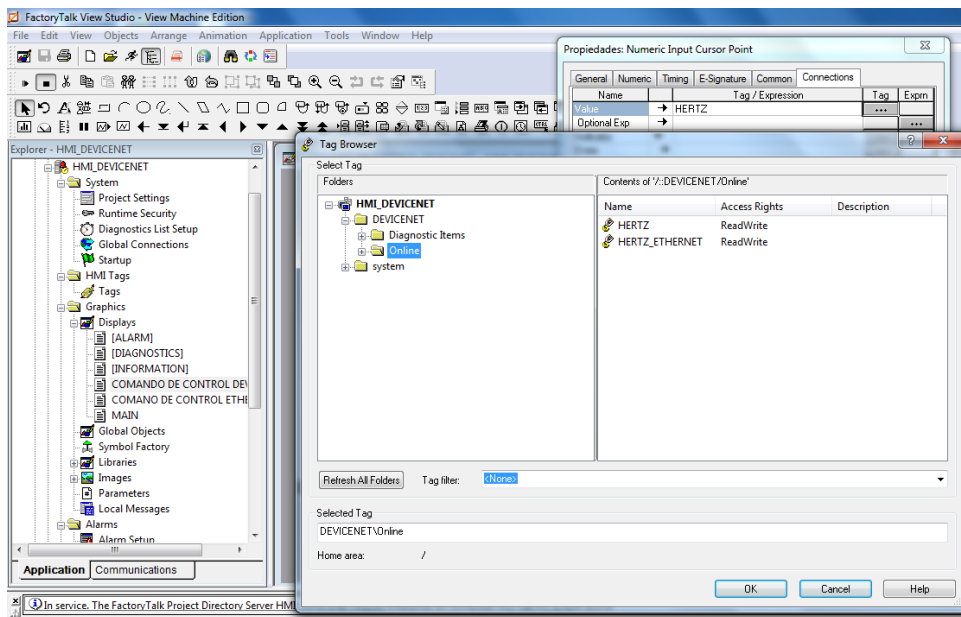 FactoryTalk View Studio - View Machine Edition
File Edit View Objects Arrange Animation Application Tools Window Help
Propiedades: Numeric Input Cursor Point
General Numeric Timing E-Signature Common Connections
Name Tag / Expression Tag Exprn
Value HERTZ ...
Optional Exp ...
Explorer - HMI_DEVICENET
HMI_DEVICENET
System
Project Settings
Runtime Security
Diagnostics List Setup
Global Connections
Startup
HMI Tags
Tags
Graphics
Displays
[ALARM]
[DIAGNOSTICS]
[INFORMATION]
COMANDO DE CONTROL DEV
COMANO DE CONTROL ETHE
MAIN
Global Objects
Symbol Factory
Libraries
Images
Parameters
Local Messages
Alarms
Alarm Setup
Application Communications
Tag Browser
Select Tag
Folders
HMI_DEVICENET
DEVICENET
Diagnostic Items
Online
system
Contents of '/::DEVICENET/Online'
Name Access Rights Description
HERTZ ReadWrite
HERTZ_ETHERNET ReadWrite
Refresh All Folders Tag filter: <None>
Selected Tag
DEVICENET\Online
Home area: /
OK Cancel Help
In service. The FactoryTalk Project Directory Server HMI